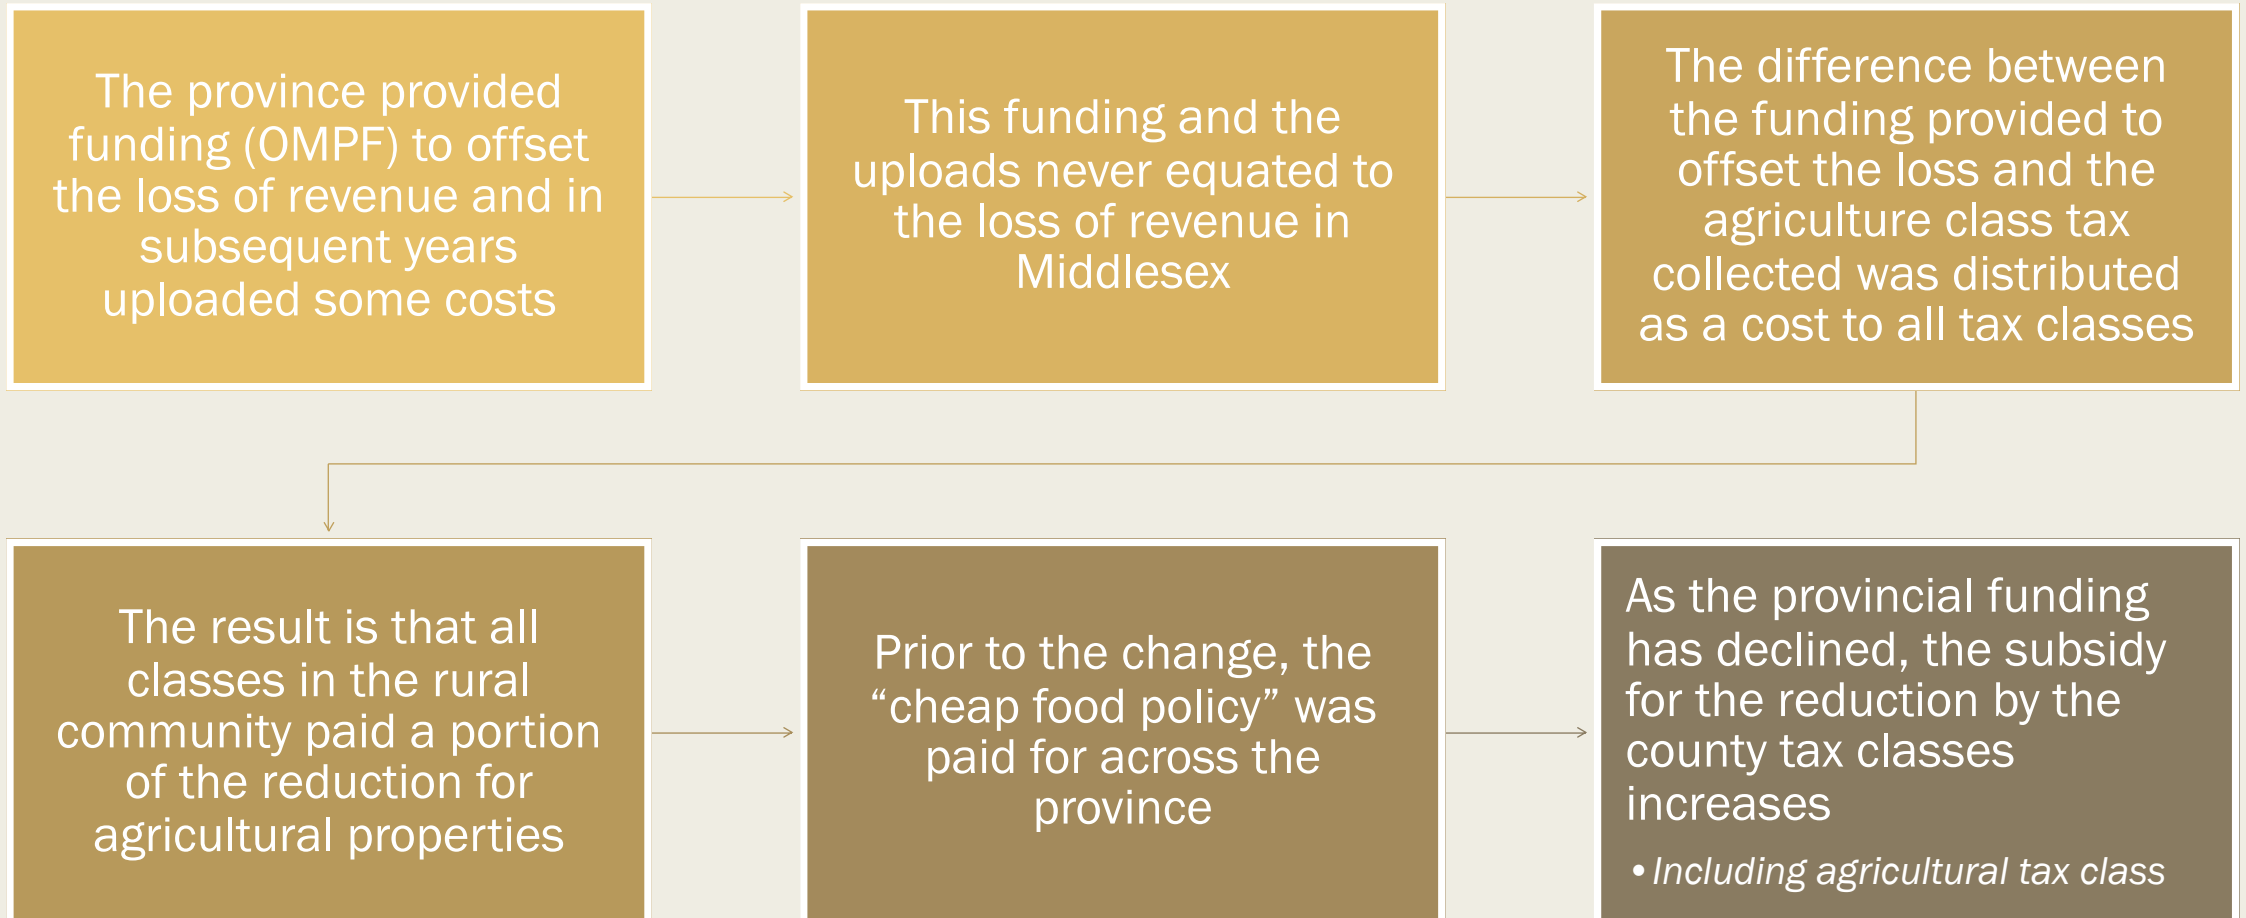 The province provided
funding (OMPF) to offset
the loss of revenue and in
subsequent years
uploaded some costs
This funding and the
uploads never equated to
the loss of revenue in
Middlesex
The difference between
the funding provided to
offset the loss and the
agriculture class tax
collected was distributed
as a cost to all tax classes
The result is that all
classes in the rural
community paid a portion
of the reduction for
agricultural properties
Prior to the change, the
“cheap food policy” was
paid for across the
province
As the provincial funding
has declined, the subsidy
for the reduction by the
county tax classes
increases
•Including agricultural tax class